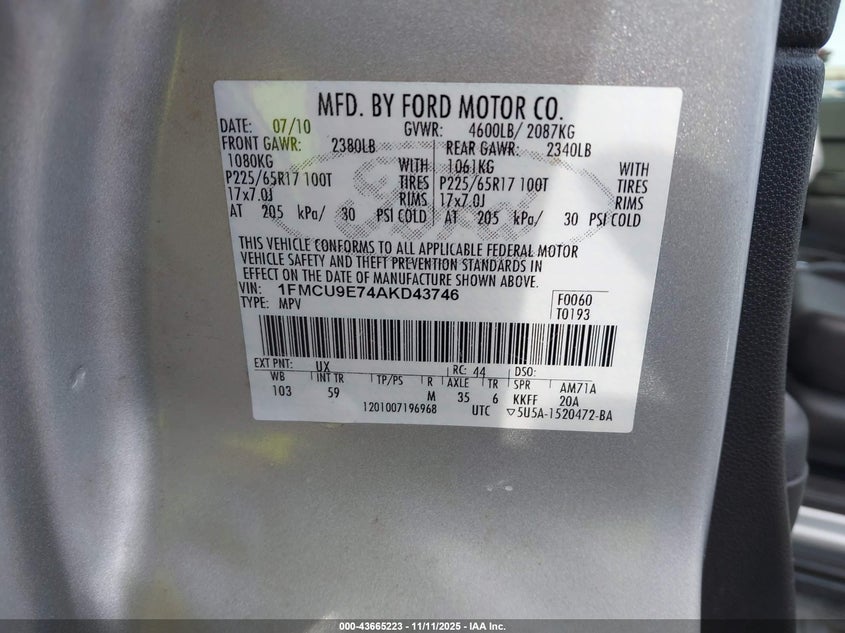 MFD. BY FORD MOTOR CO.
DATE: 07/10 GVWR: 4600LB/ 2087KG
FRONT GAWR: 2380LB REAR GAWR: 2340LB
1080KG WITH 1061KG WITH
P225/65R17 100T TIRES P225/65R17 100T TIRES
17x7.0J RIMS 17x7.0J RIMS
AT 205 kPa/ 30 PSI COLD AT 205 kPa/ 30 PSI COLD
THIS VEHICLE CONFORMS TO ALL APPLICABLE FEDERAL MOTOR
VEHICLE SAFETY AND THEFT PREVENTION STANDARDS IN
EFFECT ON THE DATE OF MANUFACTURE SHOWN ABOVE.
VIN: 1FMCU9E74AKD43746 F0060
TYPE: MPV T0193
EXT PNT: UX RC: 44 DSO:
WB INT TR TP/PS R AXLE TR SPR AM71A
103 59 M 35 6 KKFF 20A
1201007196968 UTC ▽5U5A-1520472-BA
000-43665223 - 11/11/2025 - IAA Inc.